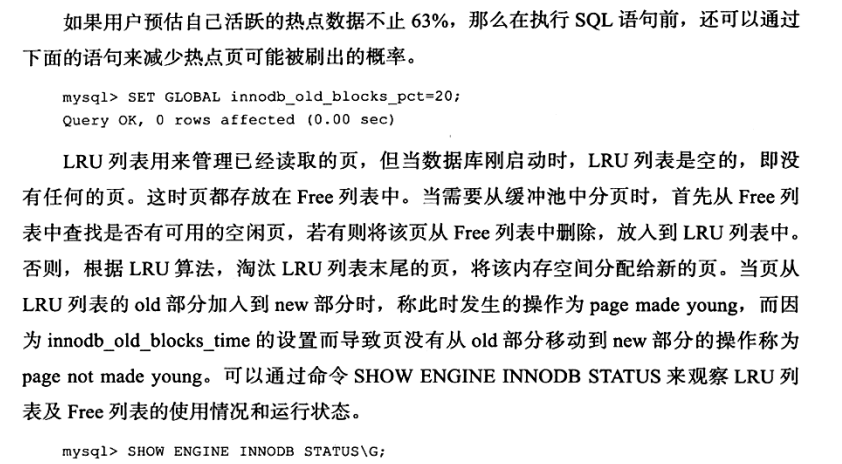 如果用户预估自己活跃的热点数据不止 63%，那么在执行 SQL 语句前，还可以通过
下面的语句来减少热点页可能被刷出的概率。
mysql> SET GLOBAL innodb_old_blocks_pct=20;
Query OK, 0 rows affected (0.00 sec)
LRU 列表用来管理已经读取的页，但当数据库刚启动时，LRU 列表是空的，即没
有任何的页。这时页都存放在 Free 列表中。当需要从缓冲池中分页时，首先从 Free 列
表中查找是否有可用的空闲页，若有则将该页从 Free 列表中删除，放入到 LRU 列表中。
否则，根据 LRU 算法，淘汰 LRU 列表末尾的页，将该内存空间分配给新的页。当页从
LRU 列表的 old 部分加入到 new 部分时，称此时发生的操作为 page made young，而因
为 innodb_old_blocks_time 的设置而导致页没有从 old 部分移动到 new 部分的操作称为
page not made young。可以通过命令 SHOW ENGINE INNODB STATUS 来观察 LRU 列
表及 Free 列表的使用情况和运行状态。
mysql> SHOW ENGINE INNODB STATUS\G;